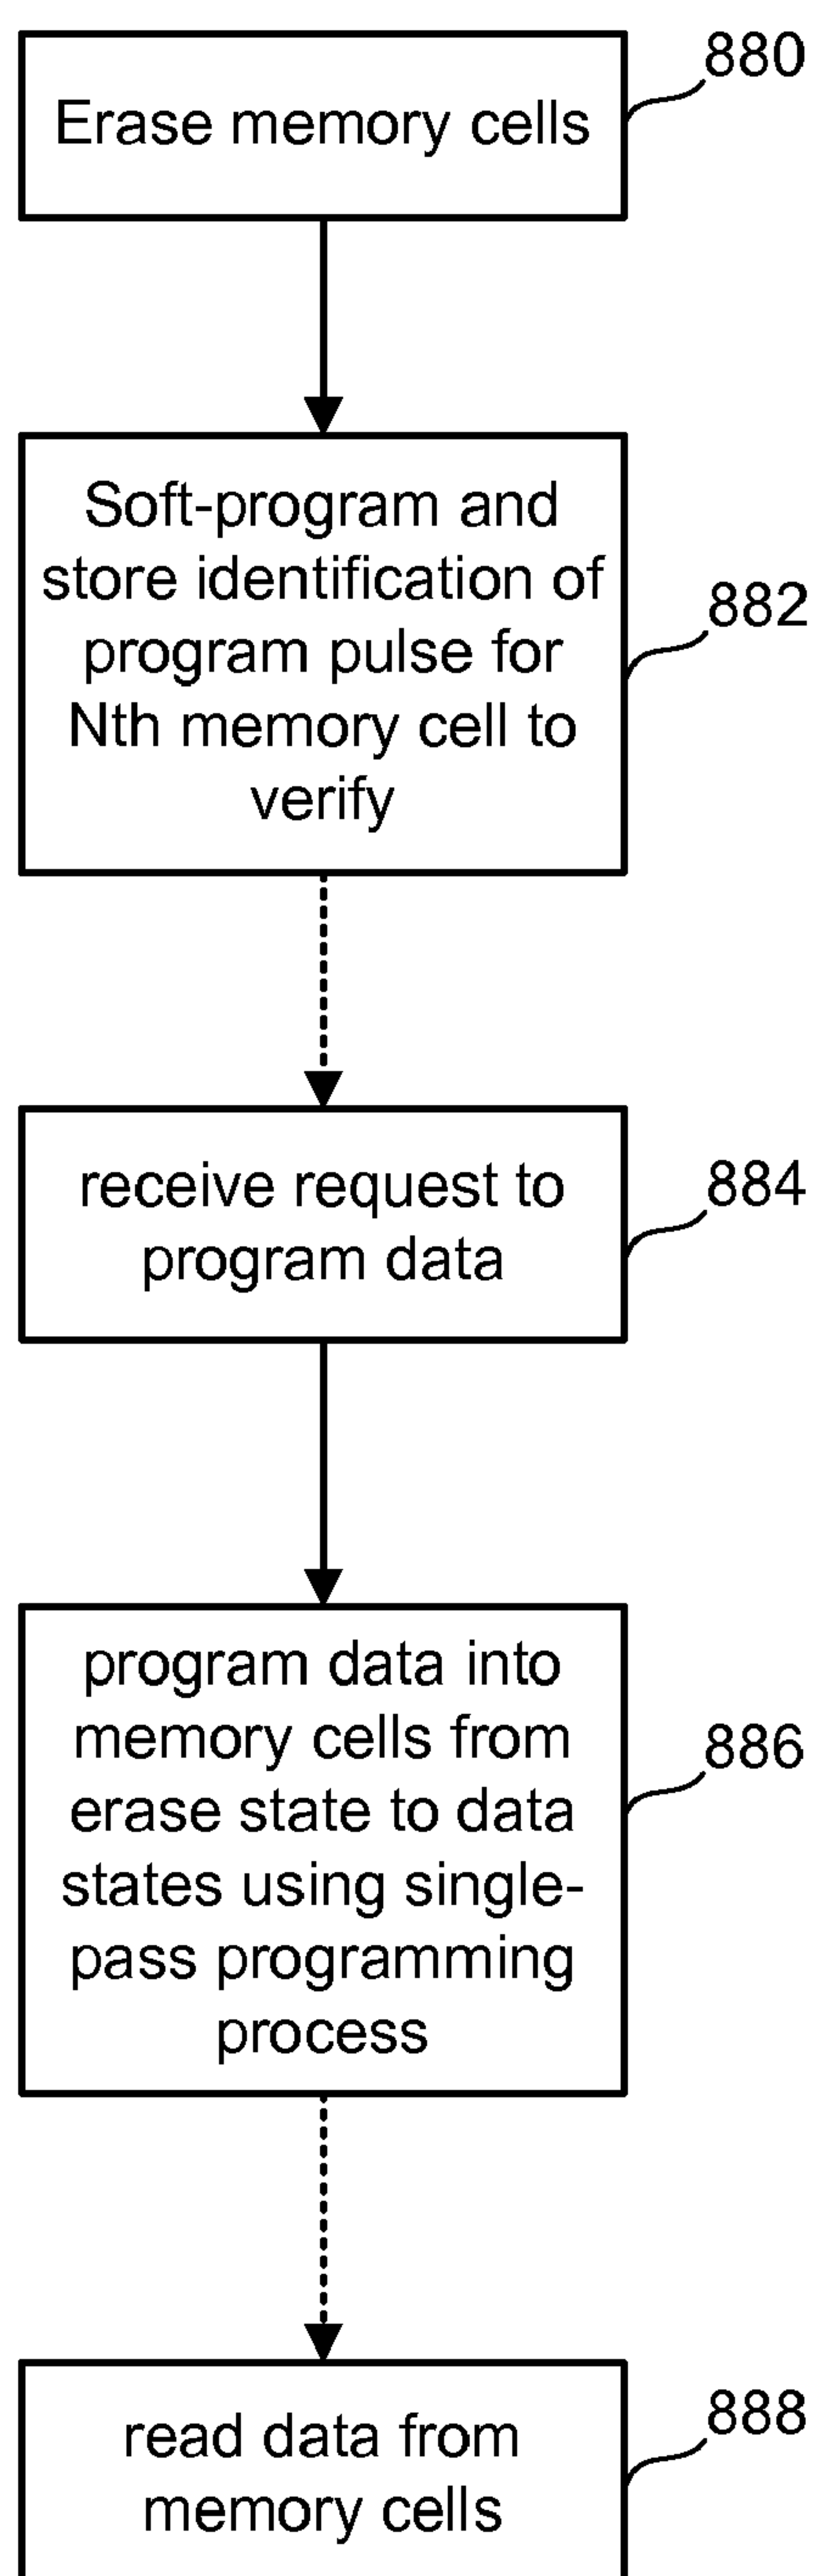 880
Erase memory cells
Soft-program and
store identification of
program pulse for
Nth memory cell to
verify
882
receive request to
program data
884
program data into
memory cells from
erase state to data
states using single-
pass programming
process
886
read data from
memory cells
888